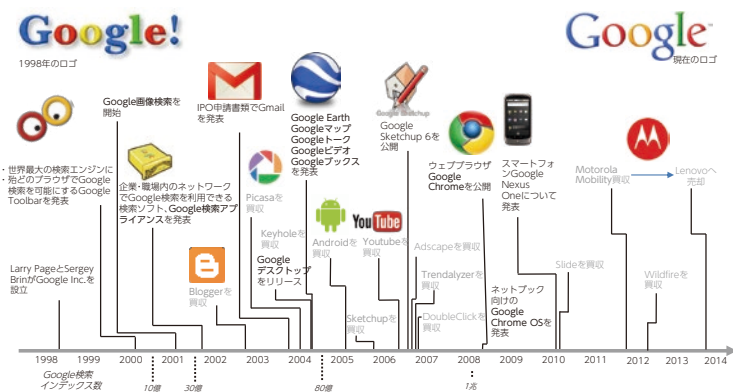 Google!
1998年のロゴ
Google™
現在のロゴ
Google画像検索を
開始
IPO申請書類でGmail
を発表
Google Earth
Googleマップ
Googleトーク
Googleビデオ
Googleブックス
を発表
Google Sketchup
Google
Sketchup 6を
公開
ウェブブラウザ
Google
Chromeを公開
スマートフォ
ンGoogle
Nexus
Oneについて
発表
Motorola
Mobility買収
Lenovoへ
売却
・世界最大の検索エンジンに
・殆どのブラウザでGoogle
検索を可能にするGoogle
Toolbarを発表
企業・職場内のネットワーク
でGoogle検索を利用できる
検索ソフト、Google検索アプ
ライアンスを発表
Picasaを
買収
Keyholeを
買収
Google
デスクトップ
をリリース
Androidを
買収
YouTube
Youtubeを
買収
Adscapeを買収
Trendalyzerを
買収
DoubleClickを
買収
Sketchupを
買収
Larry PageとSergey
BrinがGoogle Inc.を
設立
Bloggerを
買収
ネットブック
向けの
Google
Chrome OSを
発表
Slideを買収
Wildfireを
買収
1998 1999 2000 2001 2002 2003 2004 2005 2006 2007 2008 2009 2010 2011 2012 2013 2014
Google検索
インデックス数
10億 30億 80億 1兆